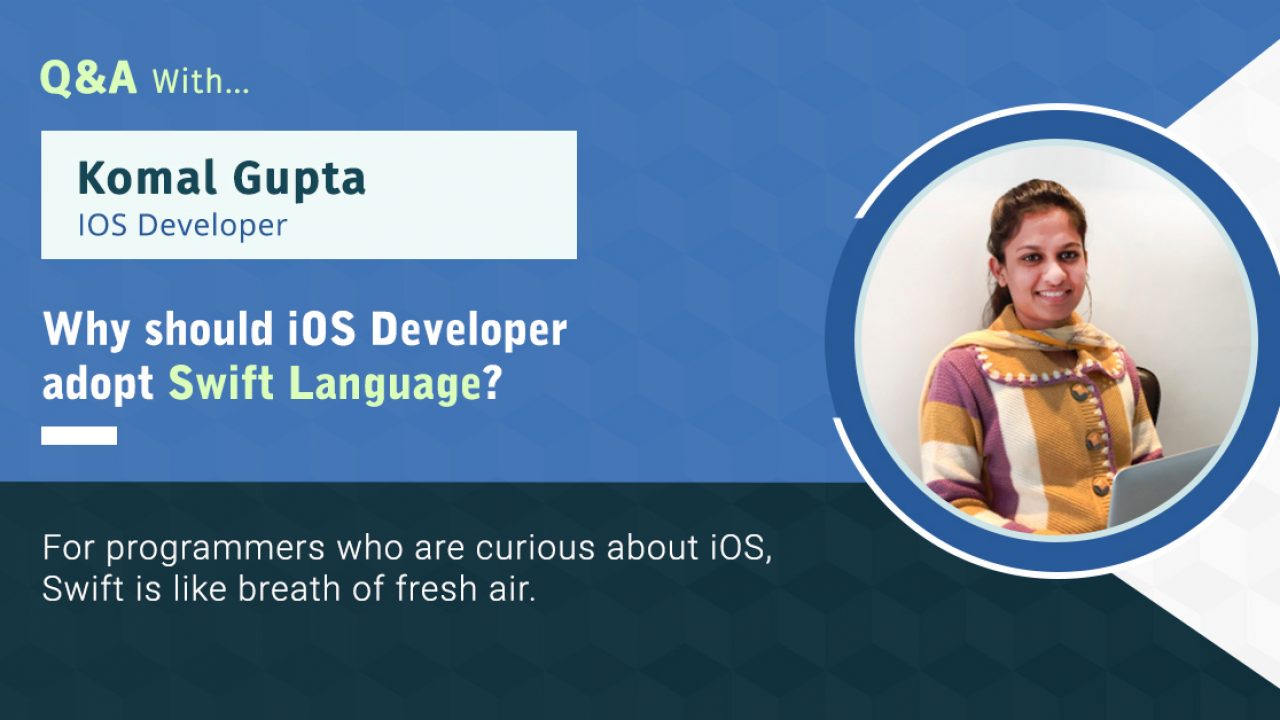 Q&A With...
Komal Gupta
IOS Developer
Why should iOS Developer
adopt Swift Language?
For programmers who are curious about iOS,
Swift is like breath of fresh air.